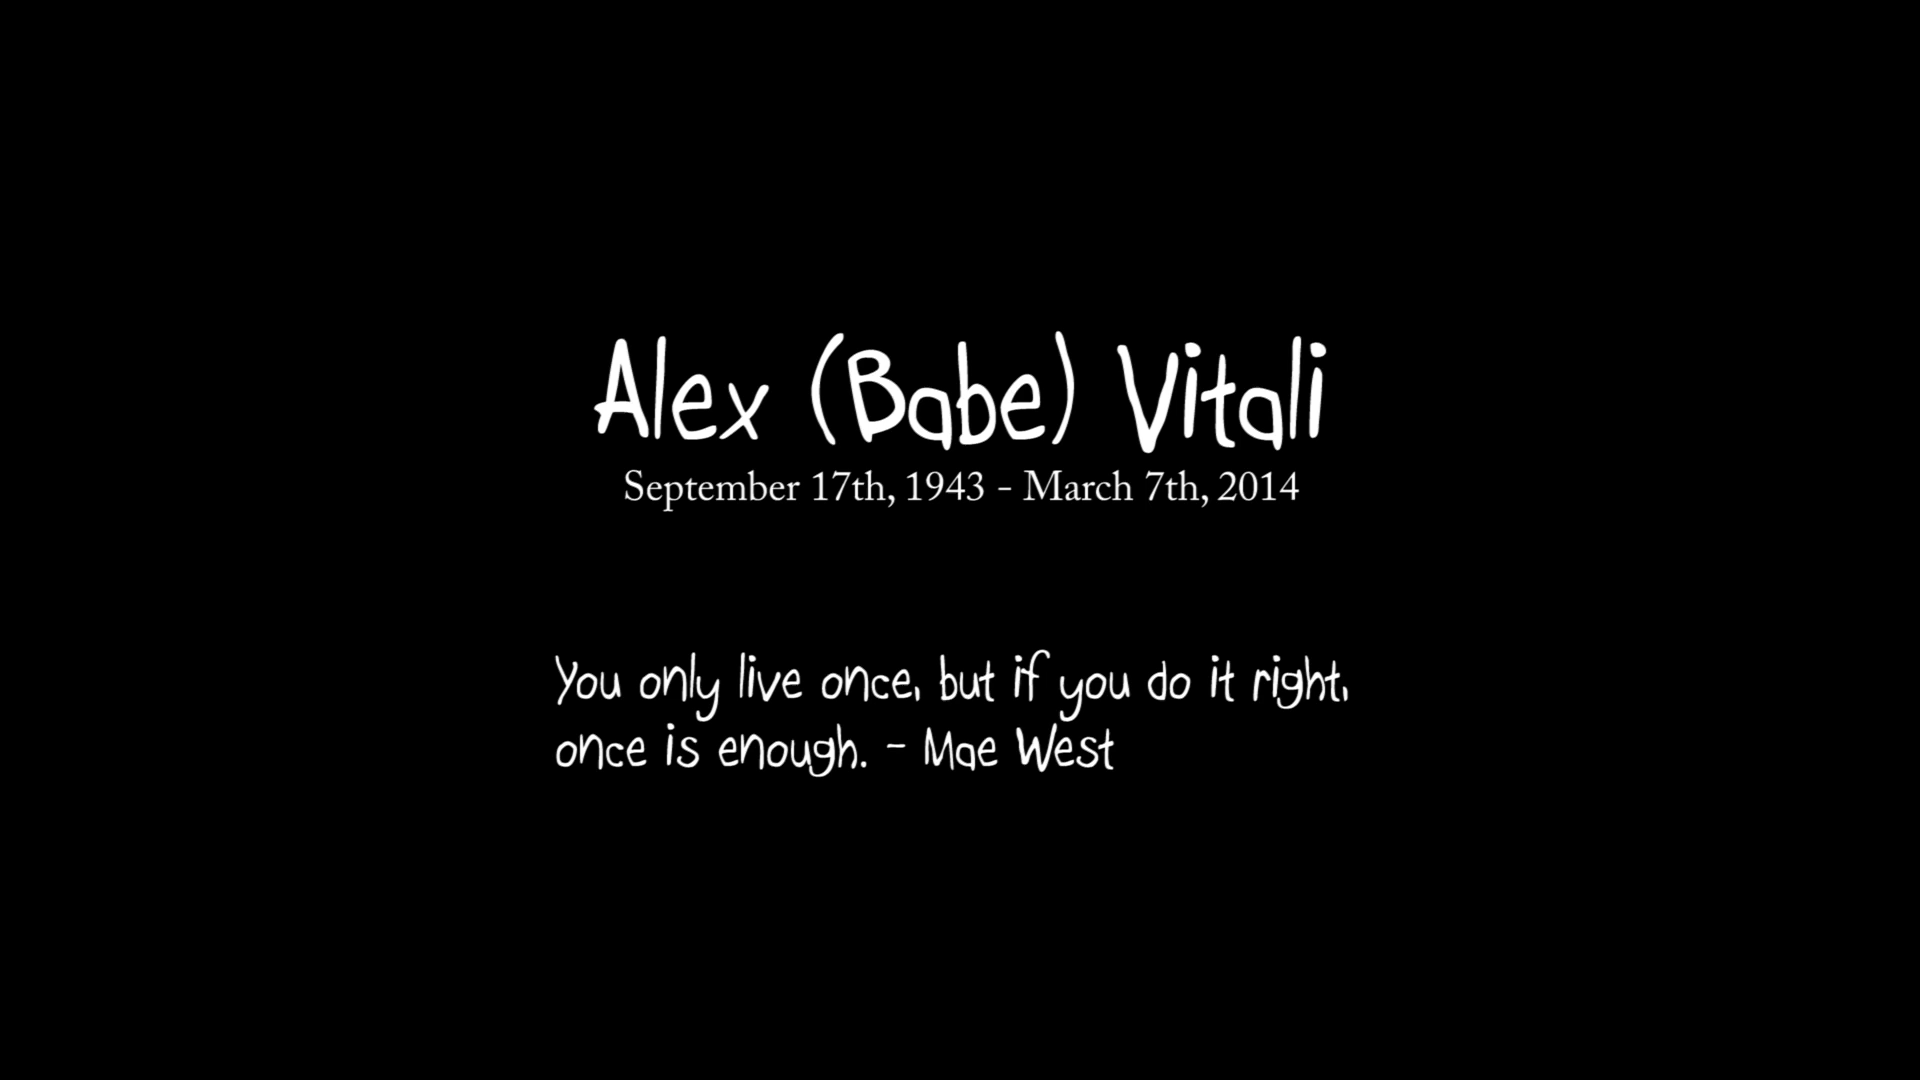 Alex (Babe) Vitali
September 17th, 1943 - March 7th, 2014
You only live once, but if you do it right,
once is enough. - Mae West